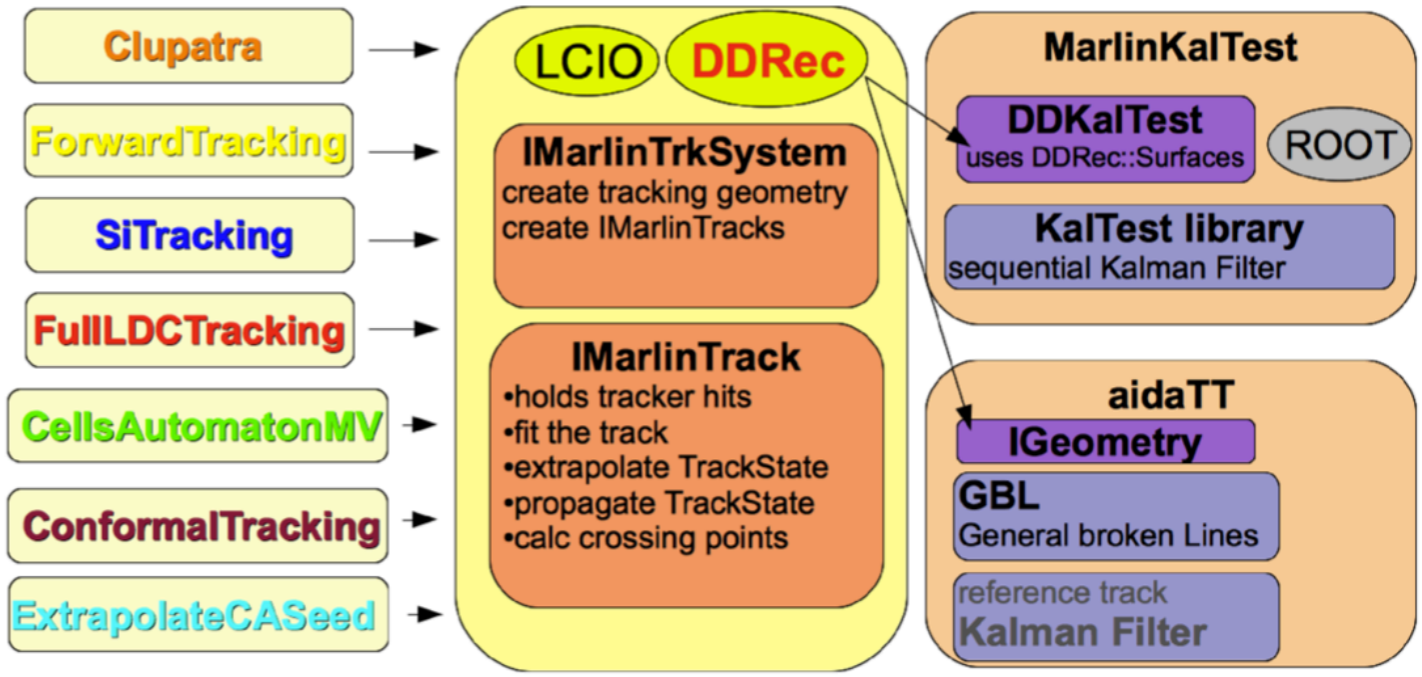 Clupatra
ForwardTracking
SiTracking
FullLDCTracking
CellsAutomatonMV
ConformalTracking
ExtrapolateCASeed
LCIO
DDRec
IMarlinTrkSystem
create tracking geometry
create IMarlinTracks
IMarlinTrack
•holds tracker hits
•fit the track
•extrapolate TrackState
•propagate TrackState
•calc crossing points
MarlinKalTest
DDKalTest
uses DDRec::Surfaces
ROOT
KalTest library
sequential Kalman Filter
aidaTT
IGeometry
GBL
General broken Lines
reference track
Kalman Filter